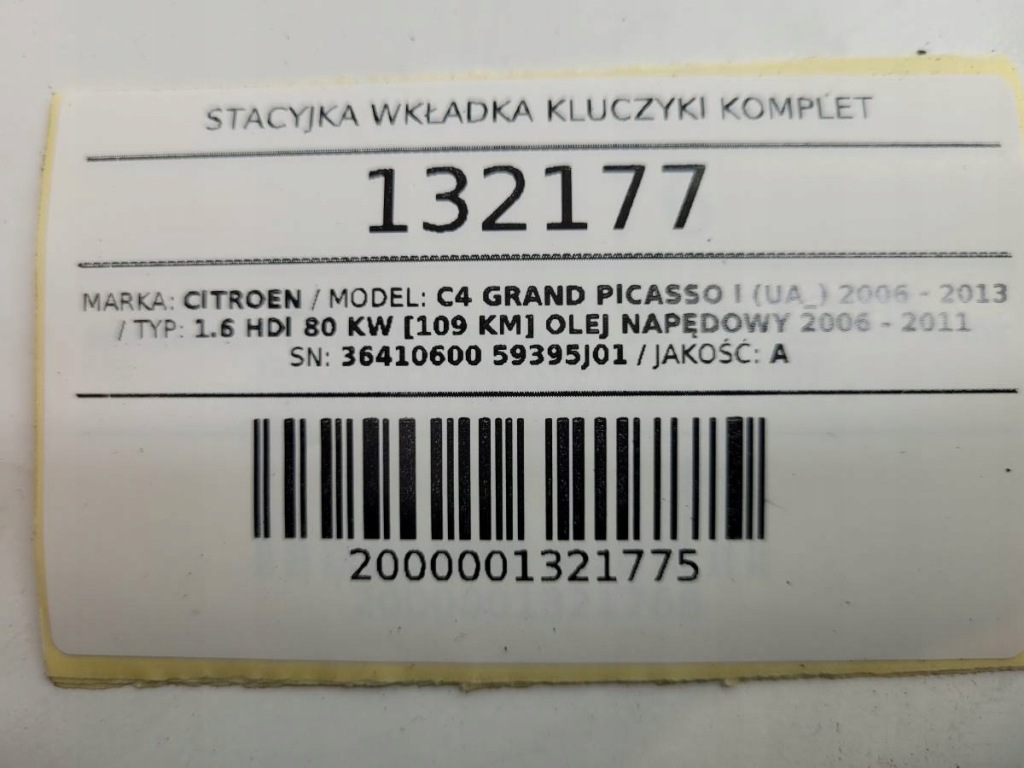 STACYJKA WKŁADKA KLUCZYKI KOMPLET
132177
MARKA: CITROEN / MODEL: C4 GRAND PICASSO I (UA_) 2006 - 2013
/ TYP: 1.6 HDI 80 KW [109 KM] OLEJ NAPĘDOWY 2006 - 2011
SN: 36410600 59395J01 / JAKOŚĆ: A
2000001321775